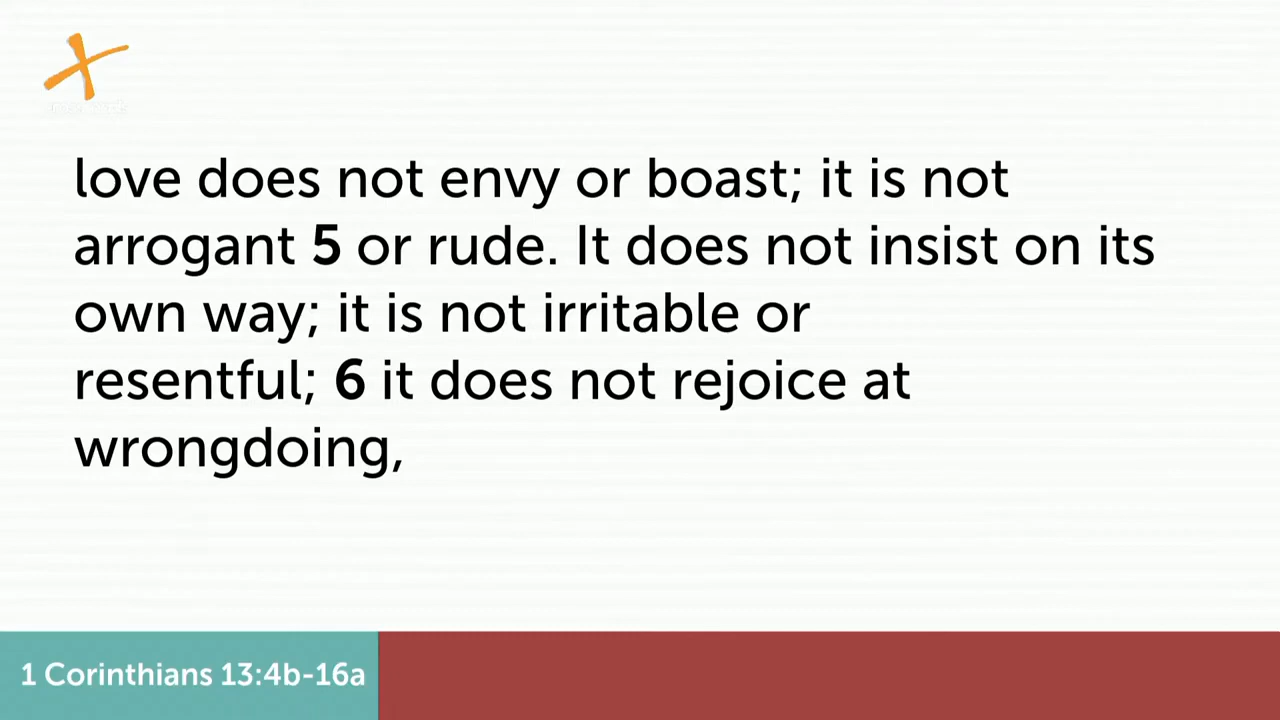 love does not envy or boast; it is not
arrogant 5 or rude. It does not insist on its
own way; it is not irritable or
resentful; 6 it does not rejoice at
wrongdoing,
1 Corinthians 13:4b-16a